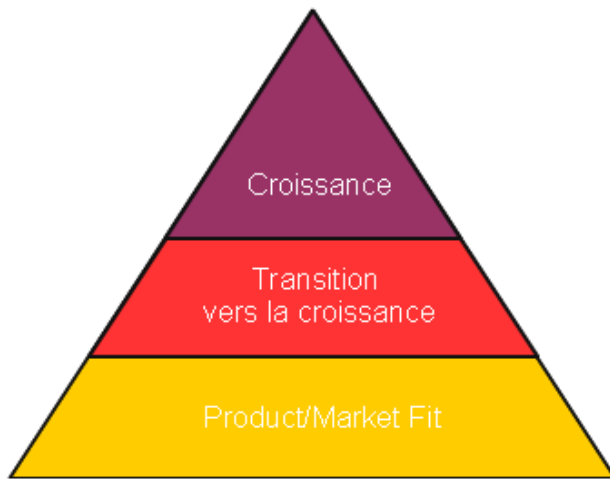 Croissance
Transition
vers la croissance
Product/Market Fit